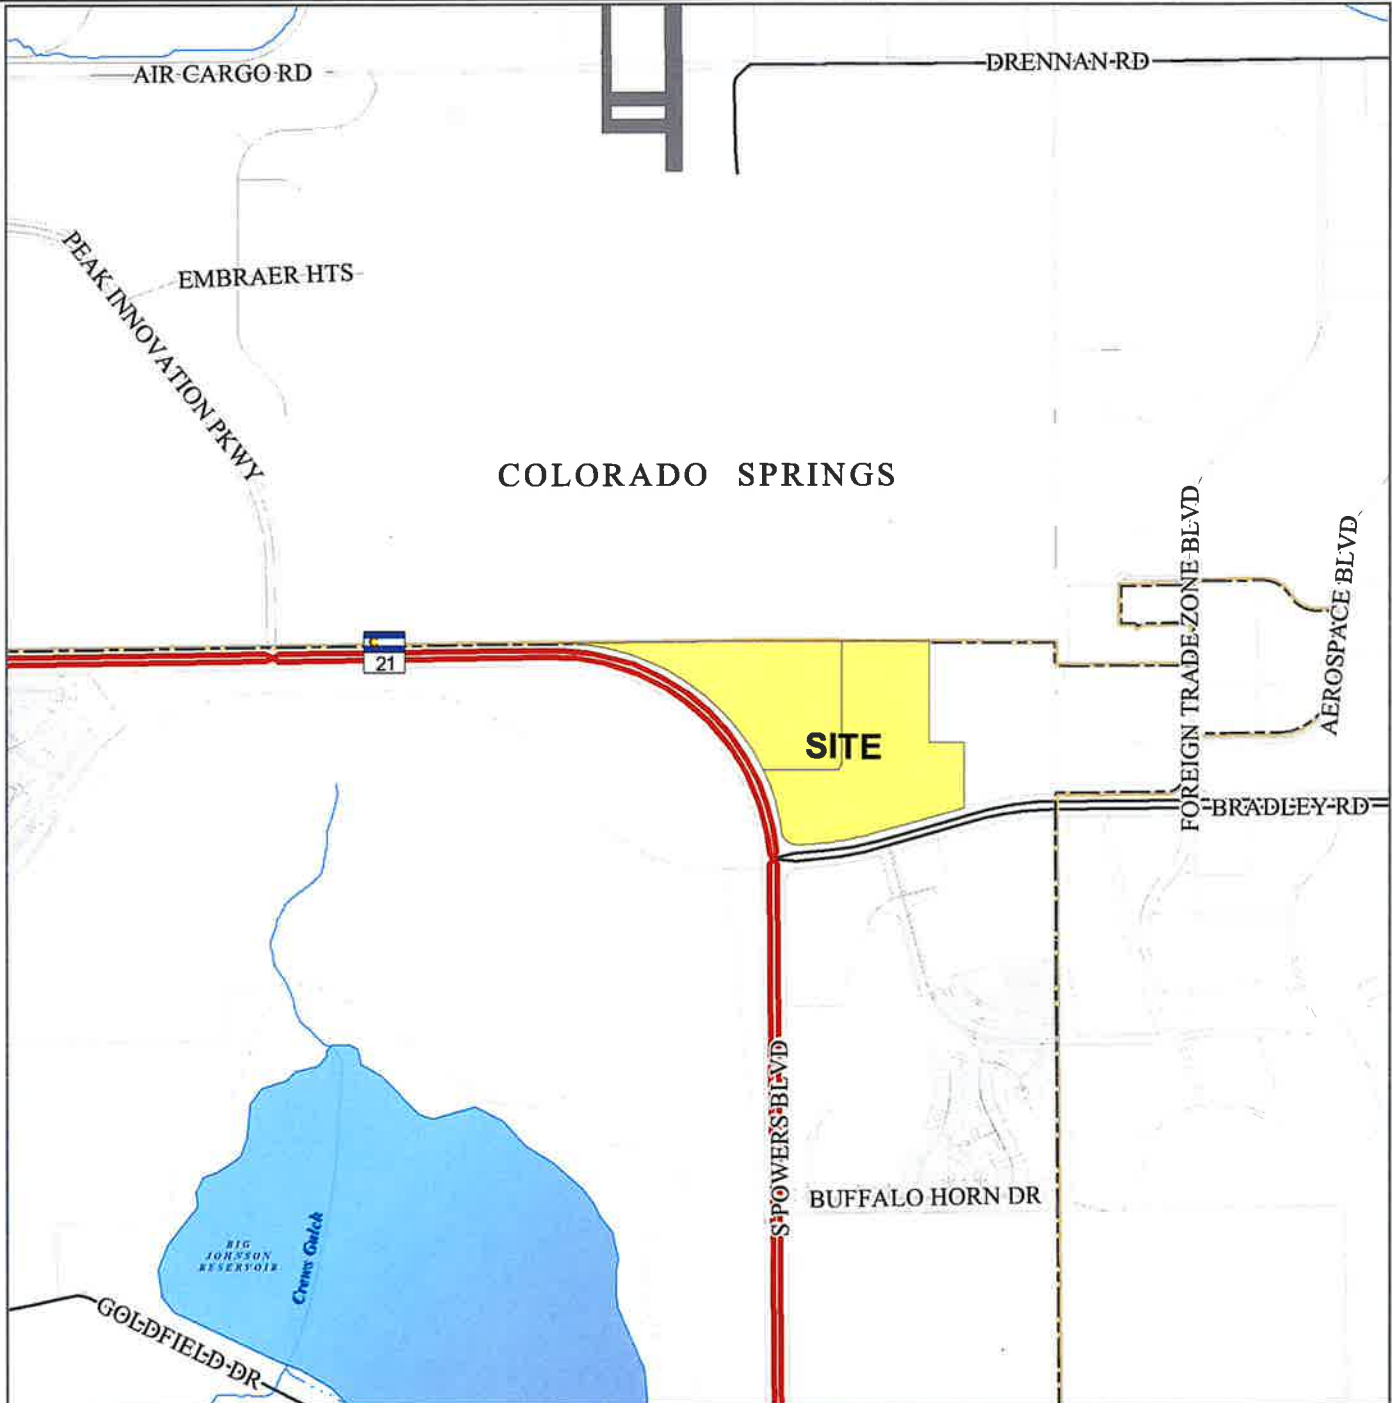 AIR CARGO RD
DRENNAN RD
PEAK INNOVATION PKWY
EMBRAER HTS
COLORADO SPRINGS
FOREIGN TRADE ZONE BLVD
AEROSPACE BLVD
21
SITE
BRADLEY RD
S POWERS BLVD
BUFFALO HORN DR
BIG
JOHNSON
RESERVOIR
Crews Gulch
GOLDFIELD DR